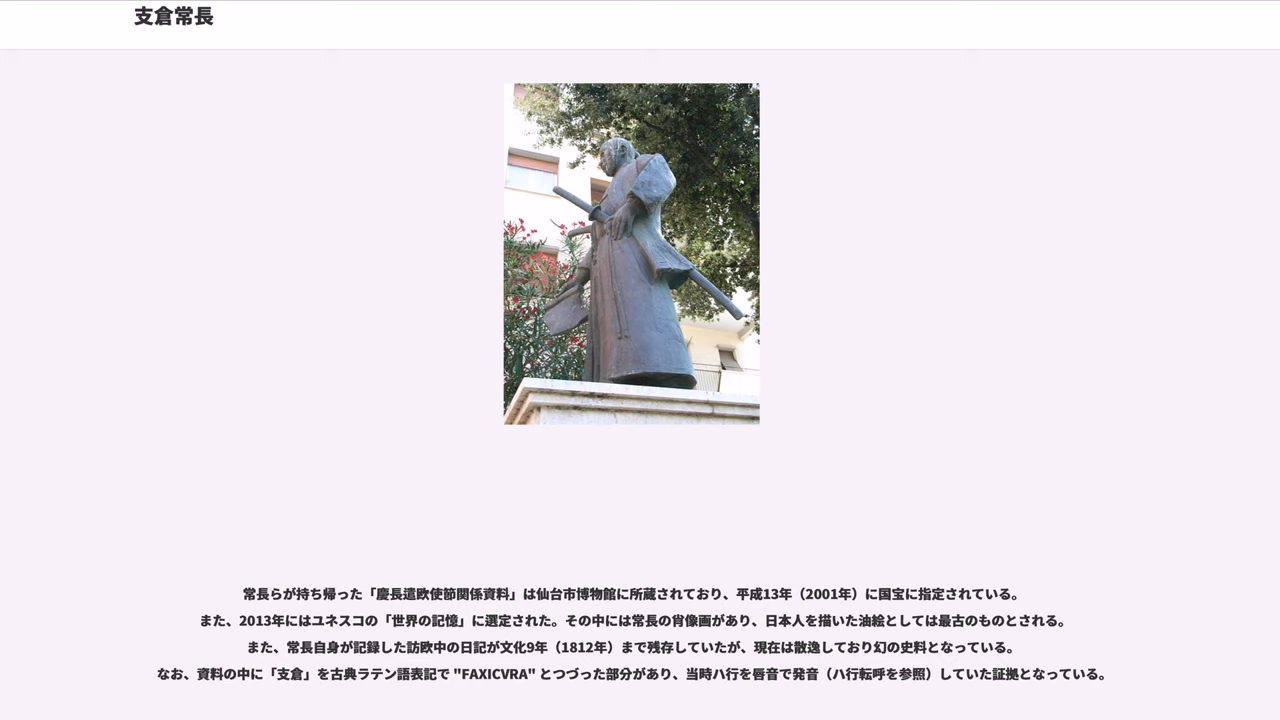 支倉常長
常長らが持ち帰った「慶長遣欧使節関係資料」は仙台市博物館に所蔵されており、平成13年（2001年）に国宝に指定されている。
また、2013年にはユネスコの「世界の記憶」に選定された。その中には常長の肖像画があり、日本人を描いた油絵としては最古のものとされる。
また、常長自身が記録した訪欧中の日記が文化9年（1812年）まで残存していたが、現在は散逸しており幻の史料となっている。
なお、資料の中に「支倉」を古典ラテン語表記で "FAXICVRA" とつづった部分があり、当時ハ行を唇音で発音（ハ行転呼を参照）していた証拠となっている。